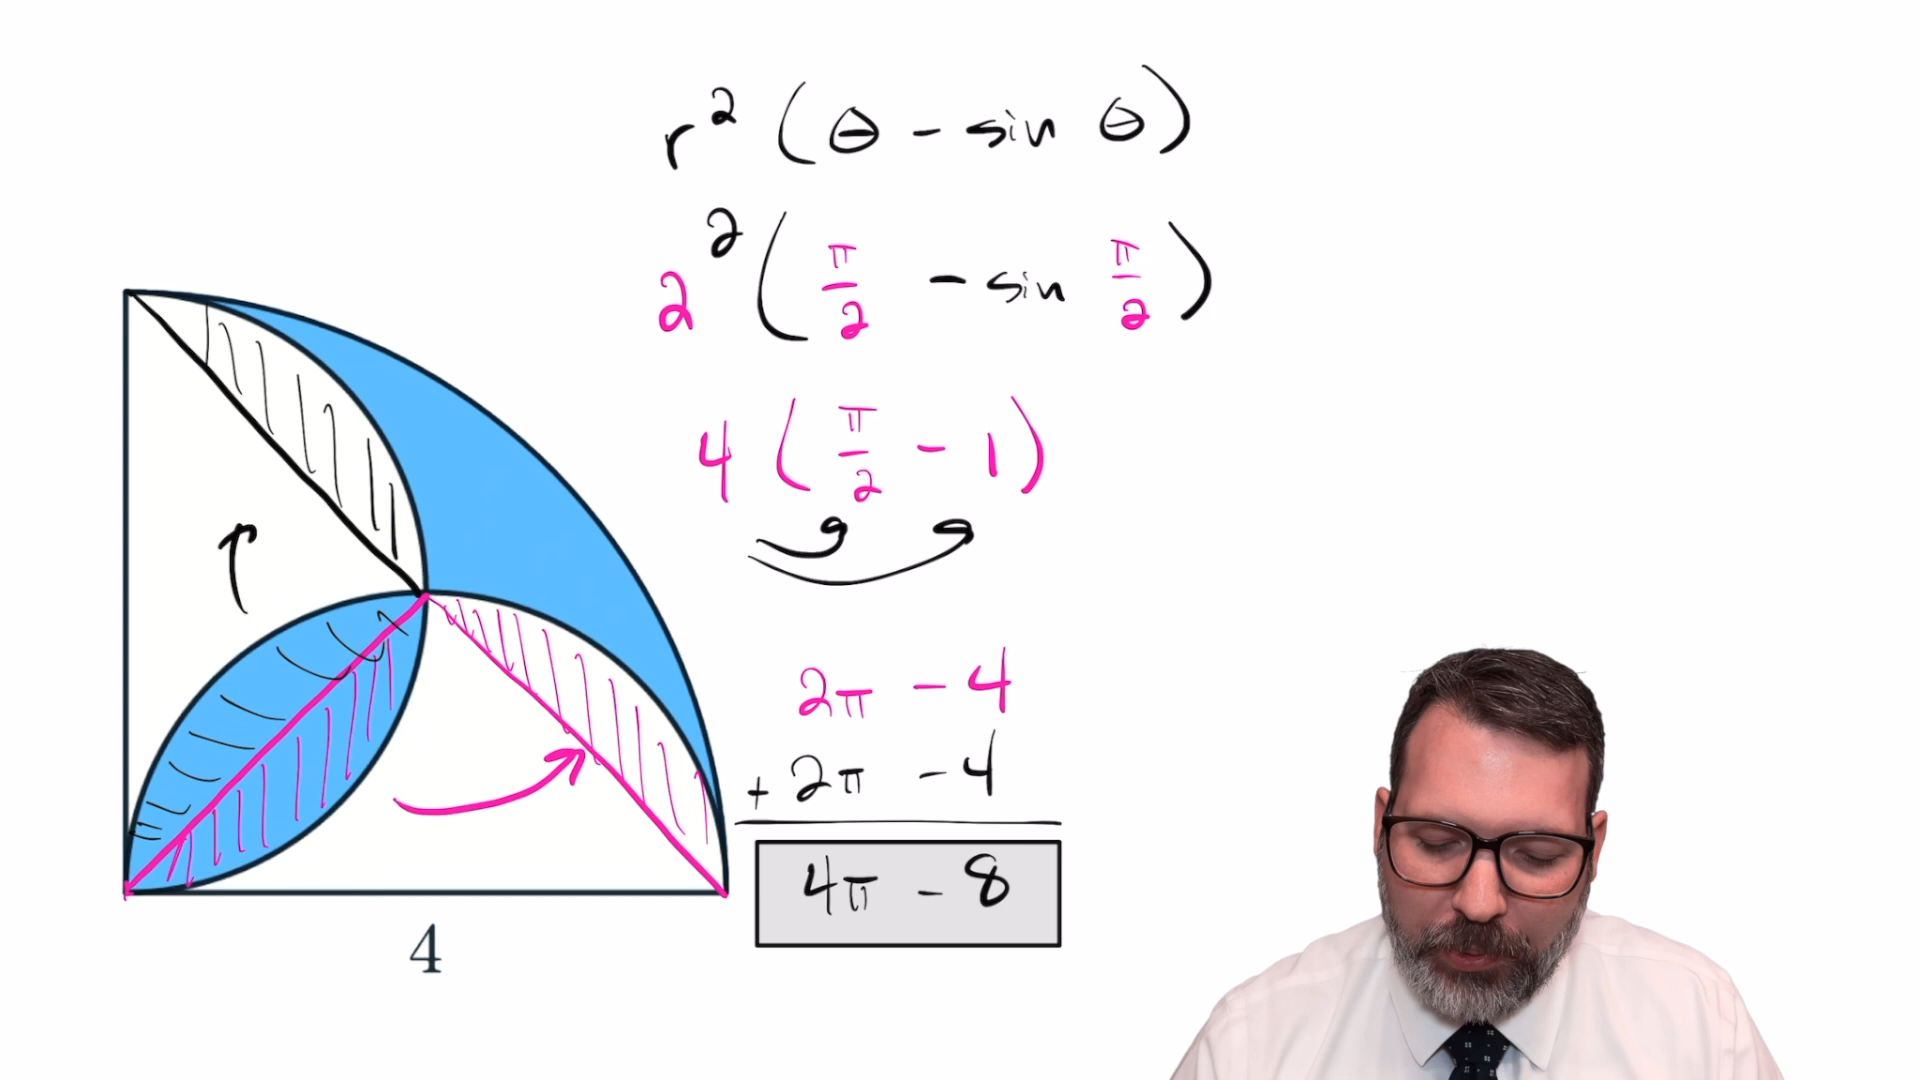 r² (θ - sin θ)
2² (π/2 - sin π/2)
4 (π/2 - 1)
2π - 4
+ 2π - 4
4π - 8
4